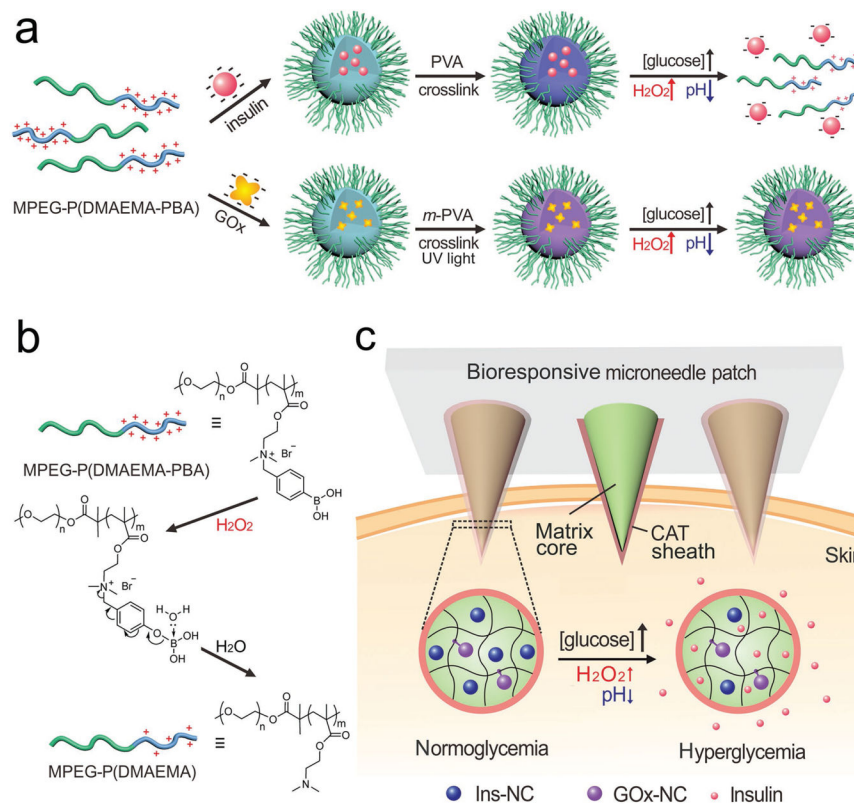 a
insulin
PVA
crosslink
[glucose]
H2O2 pH
MPEG-P(DMAEMA-PBA)
GOx
m-PVA
crosslink
UV light
[glucose]
H2O2 pH
b
MPEG-P(DMAEMA-PBA)
≡
O O n O m
O O
N+ Br−
B OH
OH
H2O2
O O n O m
O O
N+ Br−
H O H
O B OH
OH
H2O
MPEG-P(DMAEMA)
≡
O O n O m
O O
N
c
Bioresponsive microneedle patch
Matrix
core
CAT
sheath
Skin
[glucose]
H2O2
pH
Normoglycemia
Hyperglycemia
Ins-NC GOx-NC Insulin